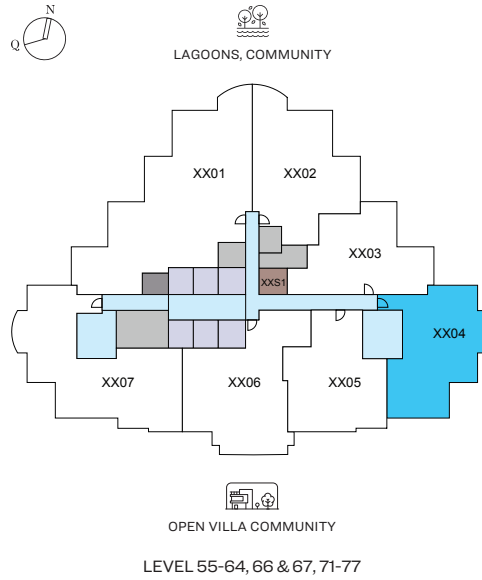 N
Q
LAGOONS, COMMUNITY
XX01
XX02
XX03
XXS1
XX04
XX07
XX06
XX05
OPEN VILLA COMMUNITY
LEVEL 55-64, 66 & 67, 71-77